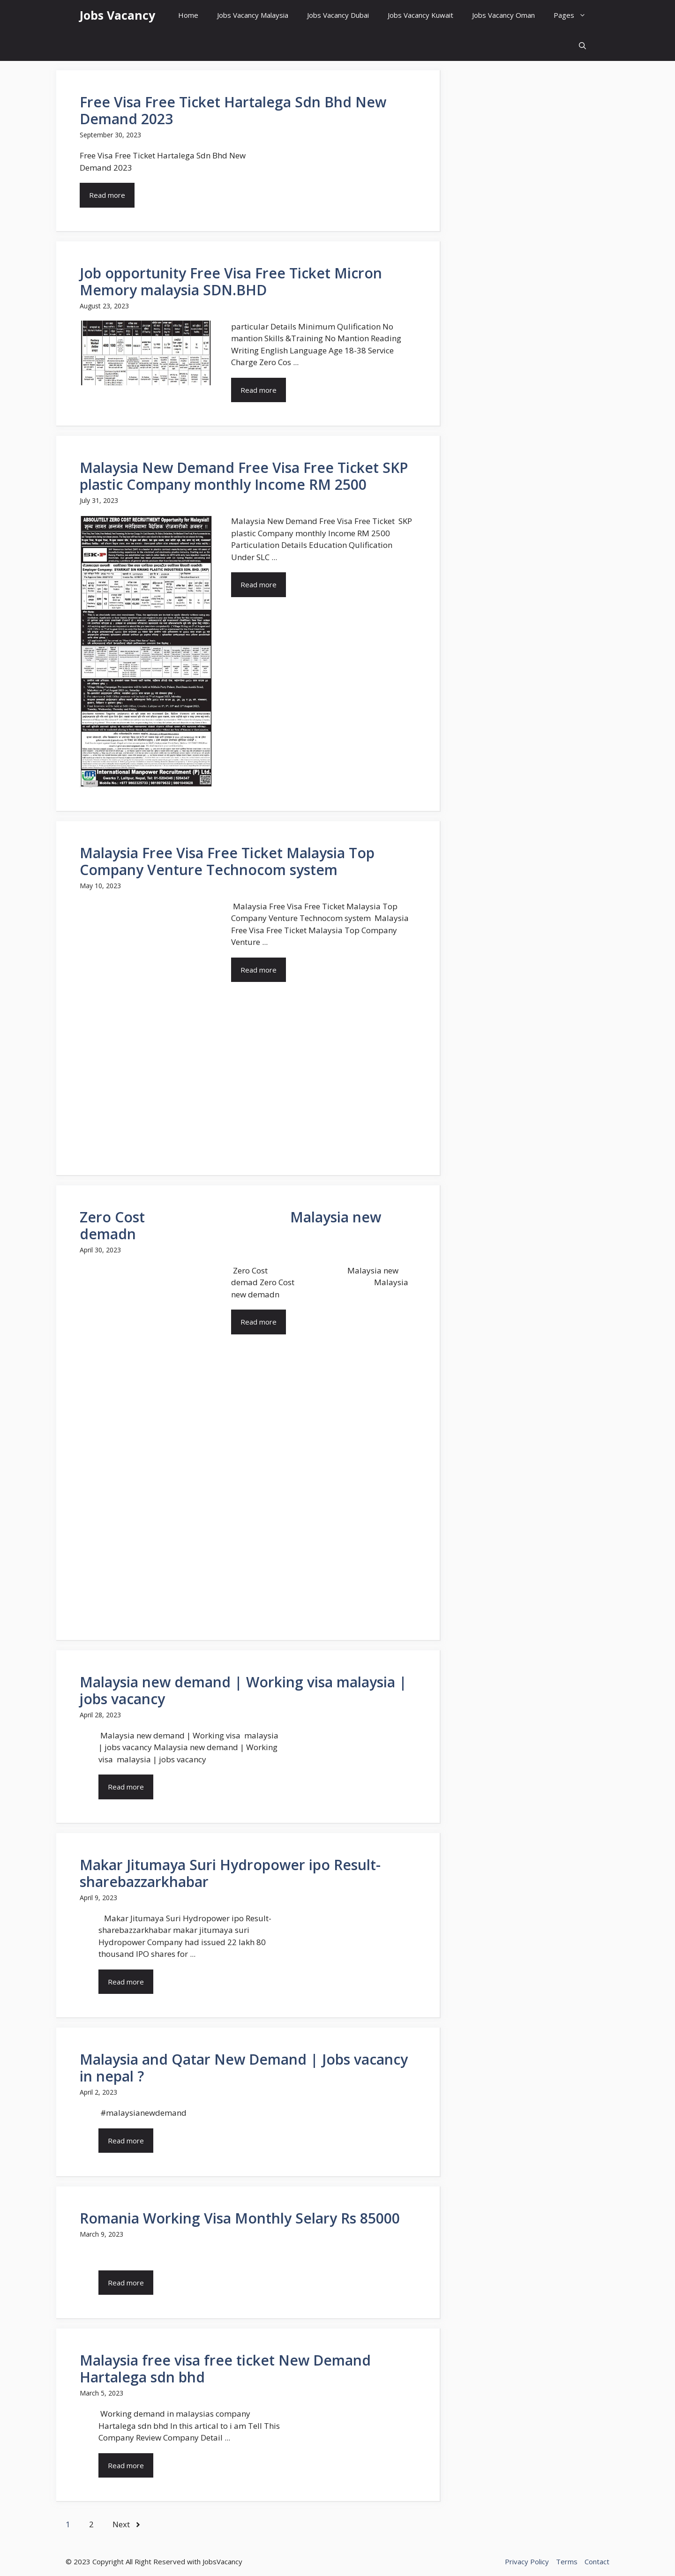 Jobs Vacancy
Home
Jobs Vacancy Malaysia
Jobs Vacancy Dubai
Jobs Vacancy Kuwait
Jobs Vacancy Oman
Pages
Free Visa Free Ticket Hartalega Sdn Bhd New
Demand 2023
September 30, 2023
Free Visa Free Ticket Hartalega Sdn Bhd New
Demand 2023
Read more
Job opportunity Free Visa Free Ticket Micron
Memory malaysia SDN.BHD
August 23, 2023
particular Details Minimum Qulification No
mantion Skills &Training No Mantion Reading
Writing English Language Age 18-38 Service
Charge Zero Cos ...
Read more
Malaysia New Demand Free Visa Free Ticket SKP
plastic Company monthly Income RM 2500
July 31, 2023
ABSOLUTELY ZERO COST RECRUITMENT Opportunity for Malaysia!!
SK-P
International Manpower Recruitment (P) Ltd.
Malaysia New Demand Free Visa Free Ticket  SKP
plastic Company monthly Income RM 2500
Particulation Details Education Qulification
Under SLC ...
Read more
Malaysia Free Visa Free Ticket Malaysia Top
Company Venture Technocom system
May 10, 2023
Malaysia Free Visa Free Ticket Malaysia Top
Company Venture Technocom system  Malaysia
Free Visa Free Ticket Malaysia Top Company
Venture ...
Read more
Zero Cost Malaysia new
demadn
April 30, 2023
Zero Cost Malaysia new
demad Zero Cost Malaysia
new demadn
Read more
Malaysia new demand | Working visa malaysia |
jobs vacancy
April 28, 2023
Malaysia new demand | Working visa  malaysia
| jobs vacancy Malaysia new demand | Working
visa  malaysia | jobs vacancy
Read more
Makar Jitumaya Suri Hydropower ipo Result-
sharebazzarkhabar
April 9, 2023
Makar Jitumaya Suri Hydropower ipo Result-
sharebazzarkhabar makar jitumaya suri
Hydropower Company had issued 22 lakh 80
thousand IPO shares for ...
Read more
Malaysia and Qatar New Demand | Jobs vacancy
in nepal ?
April 2, 2023
#malaysianewdemand
Read more
Romania Working Visa Monthly Selary Rs 85000
March 9, 2023
Read more
Malaysia free visa free ticket New Demand
Hartalega sdn bhd
March 5, 2023
Working demand in malaysias company
Hartalega sdn bhd In this artical to i am Tell This
Company Review Company Detail ...
Read more
1 2 Next
© 2023 Copyright All Right Reserved with JobsVacancy
Privacy Policy Terms Contact